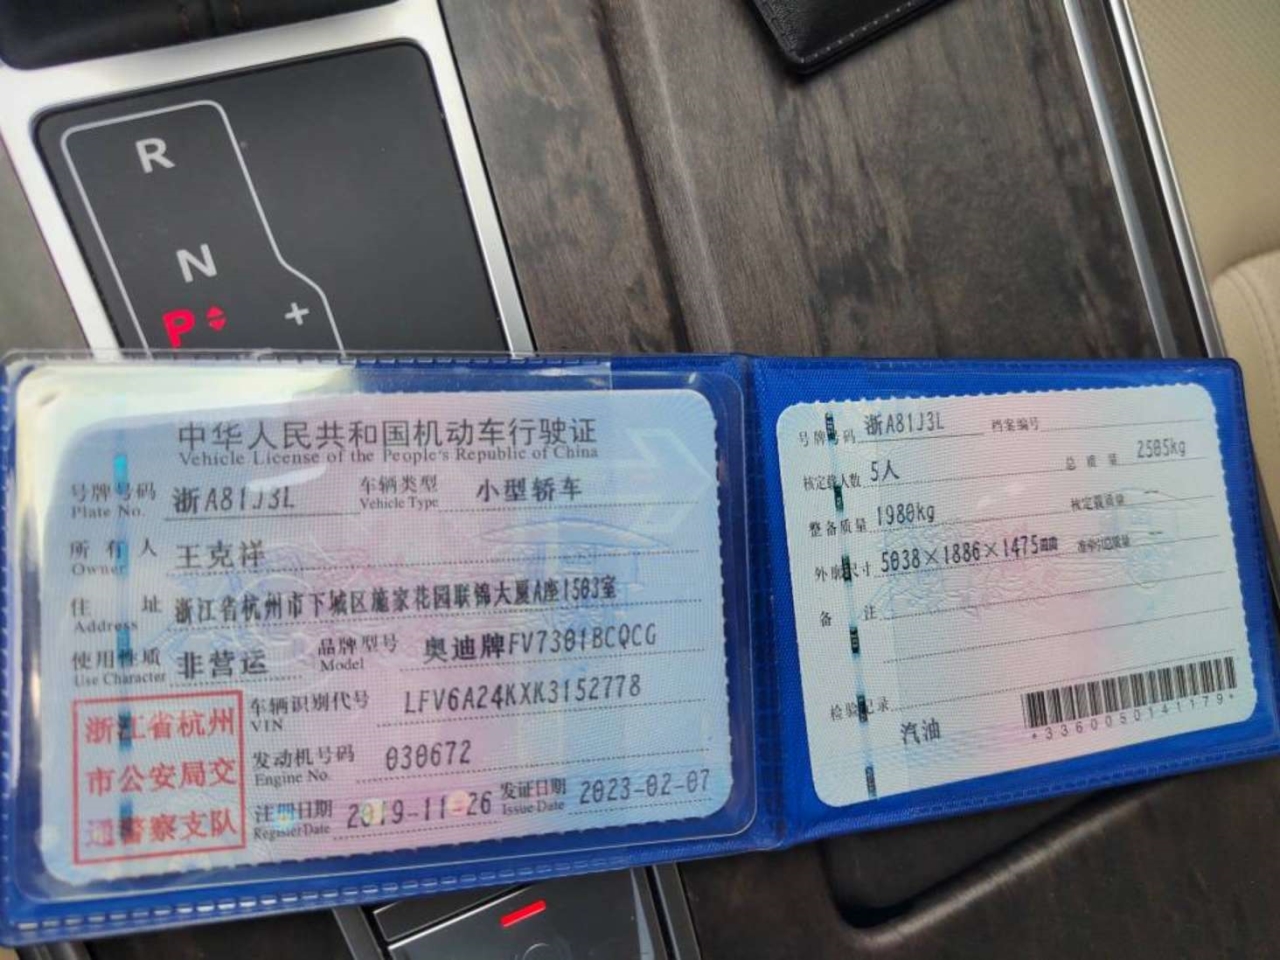 R
N
P
+
中华人民共和国机动车行驶证
Vehicle License of the People's Republic of China
号牌号码 浙A81J3L 车辆类型 小型轿车
Plate No. Vehicle Type
所有人 王克祥
Owner
住址 浙江省杭州市下城区施家花园联锦大厦A座1503室
Address
使用性质 非营运 品牌型号 奥迪牌FV7301BCQCG
Use Character Model
浙江省杭州
市公安局交
通警察支队
车辆识别代号 LFV6A24KXK3152778
VIN
发动机号码 030672
Engine No.
注册日期 2019-11-26 发证日期 2023-02-07
Register Date Issue Date
号牌号码 浙A81J3L 档案编号
核定载人数 5人 总质量 2505kg
整备质量 1980kg 核定载质量
外廓尺寸 5038×1886×1475mm 准牵引总质量
备注
检验记录
汽油
*3360050141179*